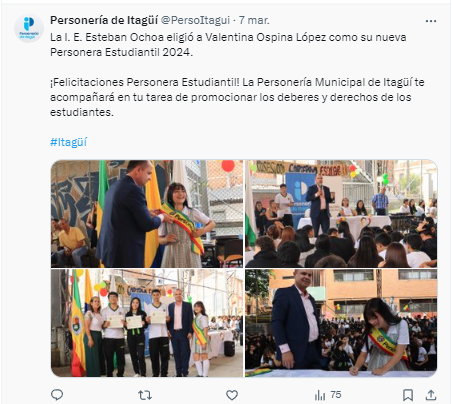 Personería de Itagüí @PersoItagui · 7 mar.
La I. E. Esteban Ochoa eligió a Valentina Ospina López como su nueva
Personera Estudiantil 2024.
¡Felicitaciones Personera Estudiantil! La Personería Municipal de Itagüí te
acompañará en tu tarea de promocionar los deberes y derechos de los
estudiantes.
#Itagüí
75